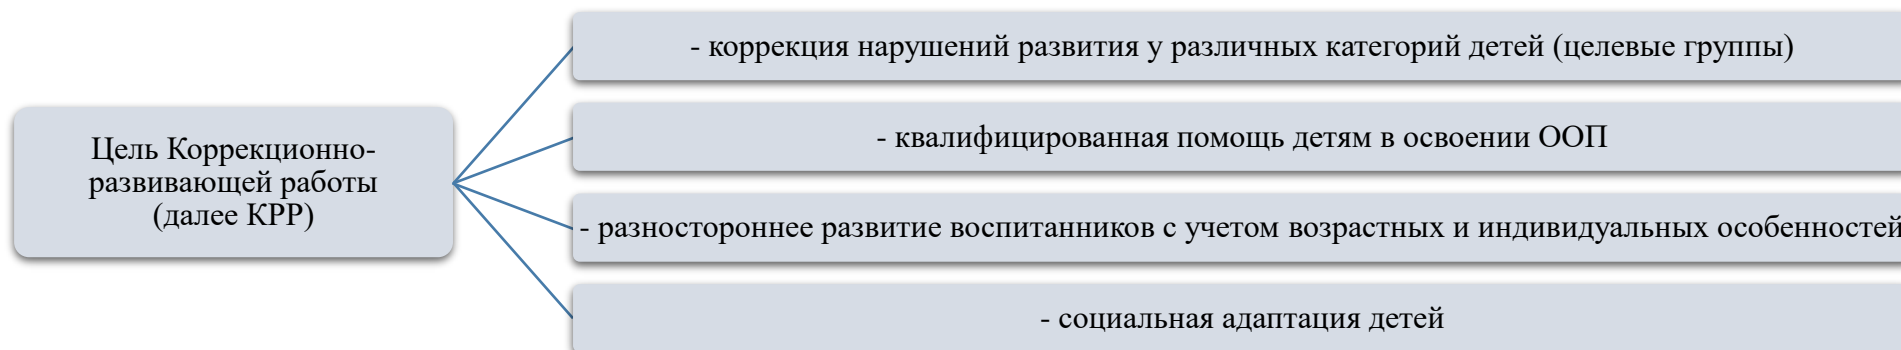 Цель Коррекционно-
развивающей работы
(далее КРР)
- коррекция нарушений развития у различных категорий детей (целевые группы)
- квалифицированная помощь детям в освоении ООП
- разностороннее развитие воспитанников с учетом возрастных и индивидуальных особенностей
- социальная адаптация детей